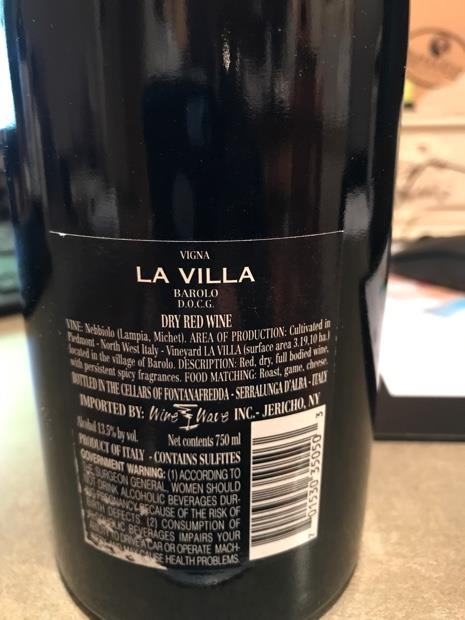 VIGNA
LA VILLA
BAROLO
D.O.C.G.
DRY RED WINE
VINE: Nebbiolo (Lampia, Michet). AREA OF PRODUCTION: Cultivated in
Piedmont - North West Italy - Vineyard LA VILLA (surface area 3.19.10 ha.)
located in the village of Barolo. DESCRIPTION: Red, dry, full bodied wine,
with persistent spicy fragrances. FOOD MATCHING: Roast, game, cheese.
BOTTLED IN THE CELLARS OF FONTANAFREDDA - SERRALUNGA D'ALBA - ITALY
IMPORTED BY: Wine Wave INC.- JERICHO, NY
Alcohol 13.5% by vol. Net contents 750 ml
PRODUCT OF ITALY - CONTAINS SULFITES
GOVERNMENT WARNING: (1) ACCORDING TO
THE SURGEON GENERAL, WOMEN SHOULD
NOT DRINK ALCOHOLIC BEVERAGES DUR-
ING PREGNANCY BECAUSE OF THE RISK OF
BIRTH DEFECTS. (2) CONSUMPTION OF
BEVERAGES IMPAIRS YOUR
TO DRIVE A CAR OR OPERATE MACH-
HEALTH PROBLEMS.
7 01530 35050 3